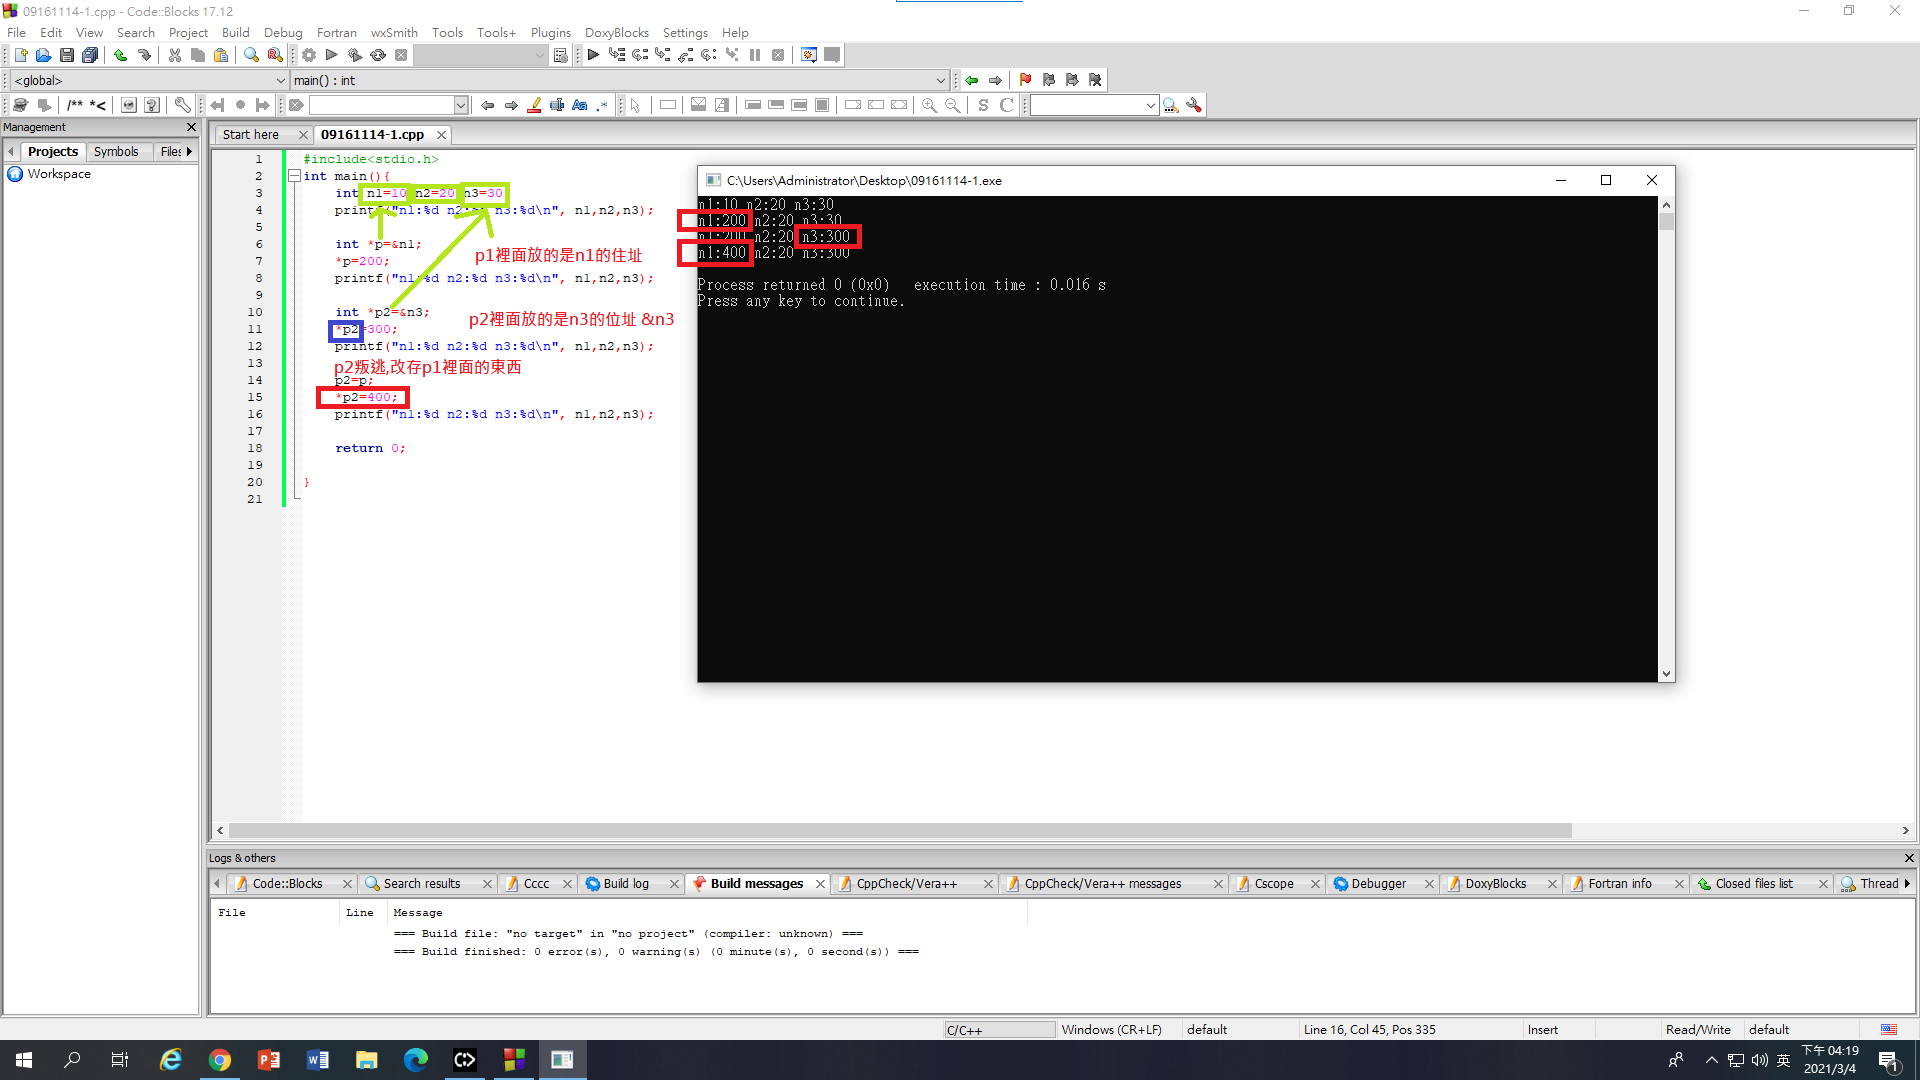 09161114-1.cpp - Code::Blocks 17.12
File Edit View Search Project Build Debug Fortran wxSmith Tools Tools+ Plugins DoxyBlocks Settings Help
<global> main() : int
/** *< Aa .* S C
Management
Projects Symbols Files
Workspace
Start here 09161114-1.cpp
1 #include<stdio.h>
2 int main(){
3 int n1=10 n2=20 n3=30
4 printf("n1:%d n2:%d n3:%d\n", n1,n2,n3);
5
6 int *p=&n1;
7 *p=200;
p1裡面放的是n1的住址
8 printf("n1:%d n2:%d n3:%d\n", n1,n2,n3);
9
10 int *p2=&n3;
p2裡面放的是n3的位址 &n3
11 *p2=300;
12 printf("n1:%d n2:%d n3:%d\n", n1,n2,n3);
13
p2叛逃,改存p1裡面的東西
14 p2=p;
15 *p2=400;
16 printf("n1:%d n2:%d n3:%d\n", n1,n2,n3);
17
18 return 0;
19
20 }
21
C:\Users\Administrator\Desktop\09161114-1.exe
n1:10 n2:20 n3:30
n1:200 n2:20 n3:30
n1:200 n2:20 n3:300
n1:400 n2:20 n3:300
Process returned 0 (0x0) execution time : 0.016 s
Press any key to continue.
Logs & others
Code::Blocks Search results Cccc Build log Build messages CppCheck/Vera++ CppCheck/Vera++ messages Cscope Debugger DoxyBlocks Fortran info Closed files list Thread
File Line Message
=== Build file: "no target" in "no project" (compiler: unknown) ===
=== Build finished: 0 error(s), 0 warning(s) (0 minute(s), 0 second(s)) ===
C/C++ Windows (CR+LF) default Line 16, Col 45, Pos 335 Insert Read/Write default
英 下午 04:19
2021/3/4
1